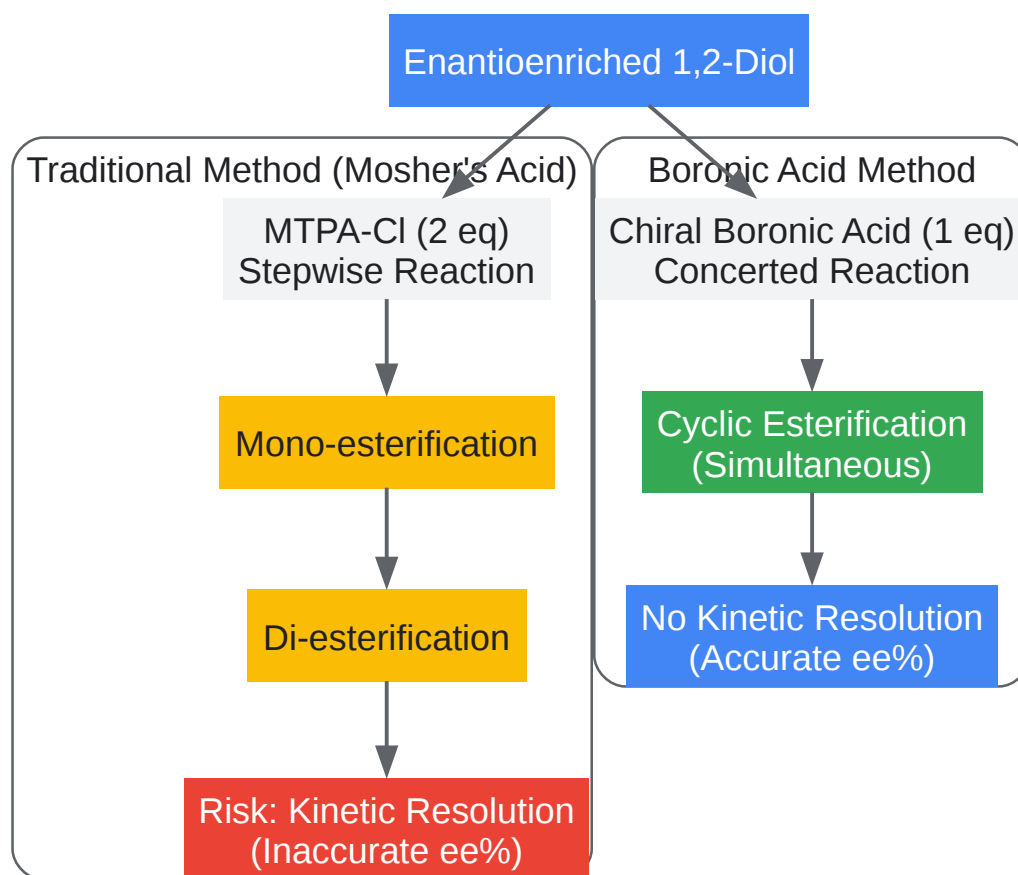 Enantioenriched 1,2-Diol
Traditional Method (Mosher's Acid)
MTPA-Cl (2 eq)
Stepwise Reaction
Mono-esterification
Di-esterification
Risk: Kinetic Resolution
(Inaccurate ee%)
Boronic Acid Method
Chiral Boronic Acid (1 eq)
Concerted Reaction
Cyclic Esterification
(Simultaneous)
No Kinetic Resolution
(Accurate ee%)